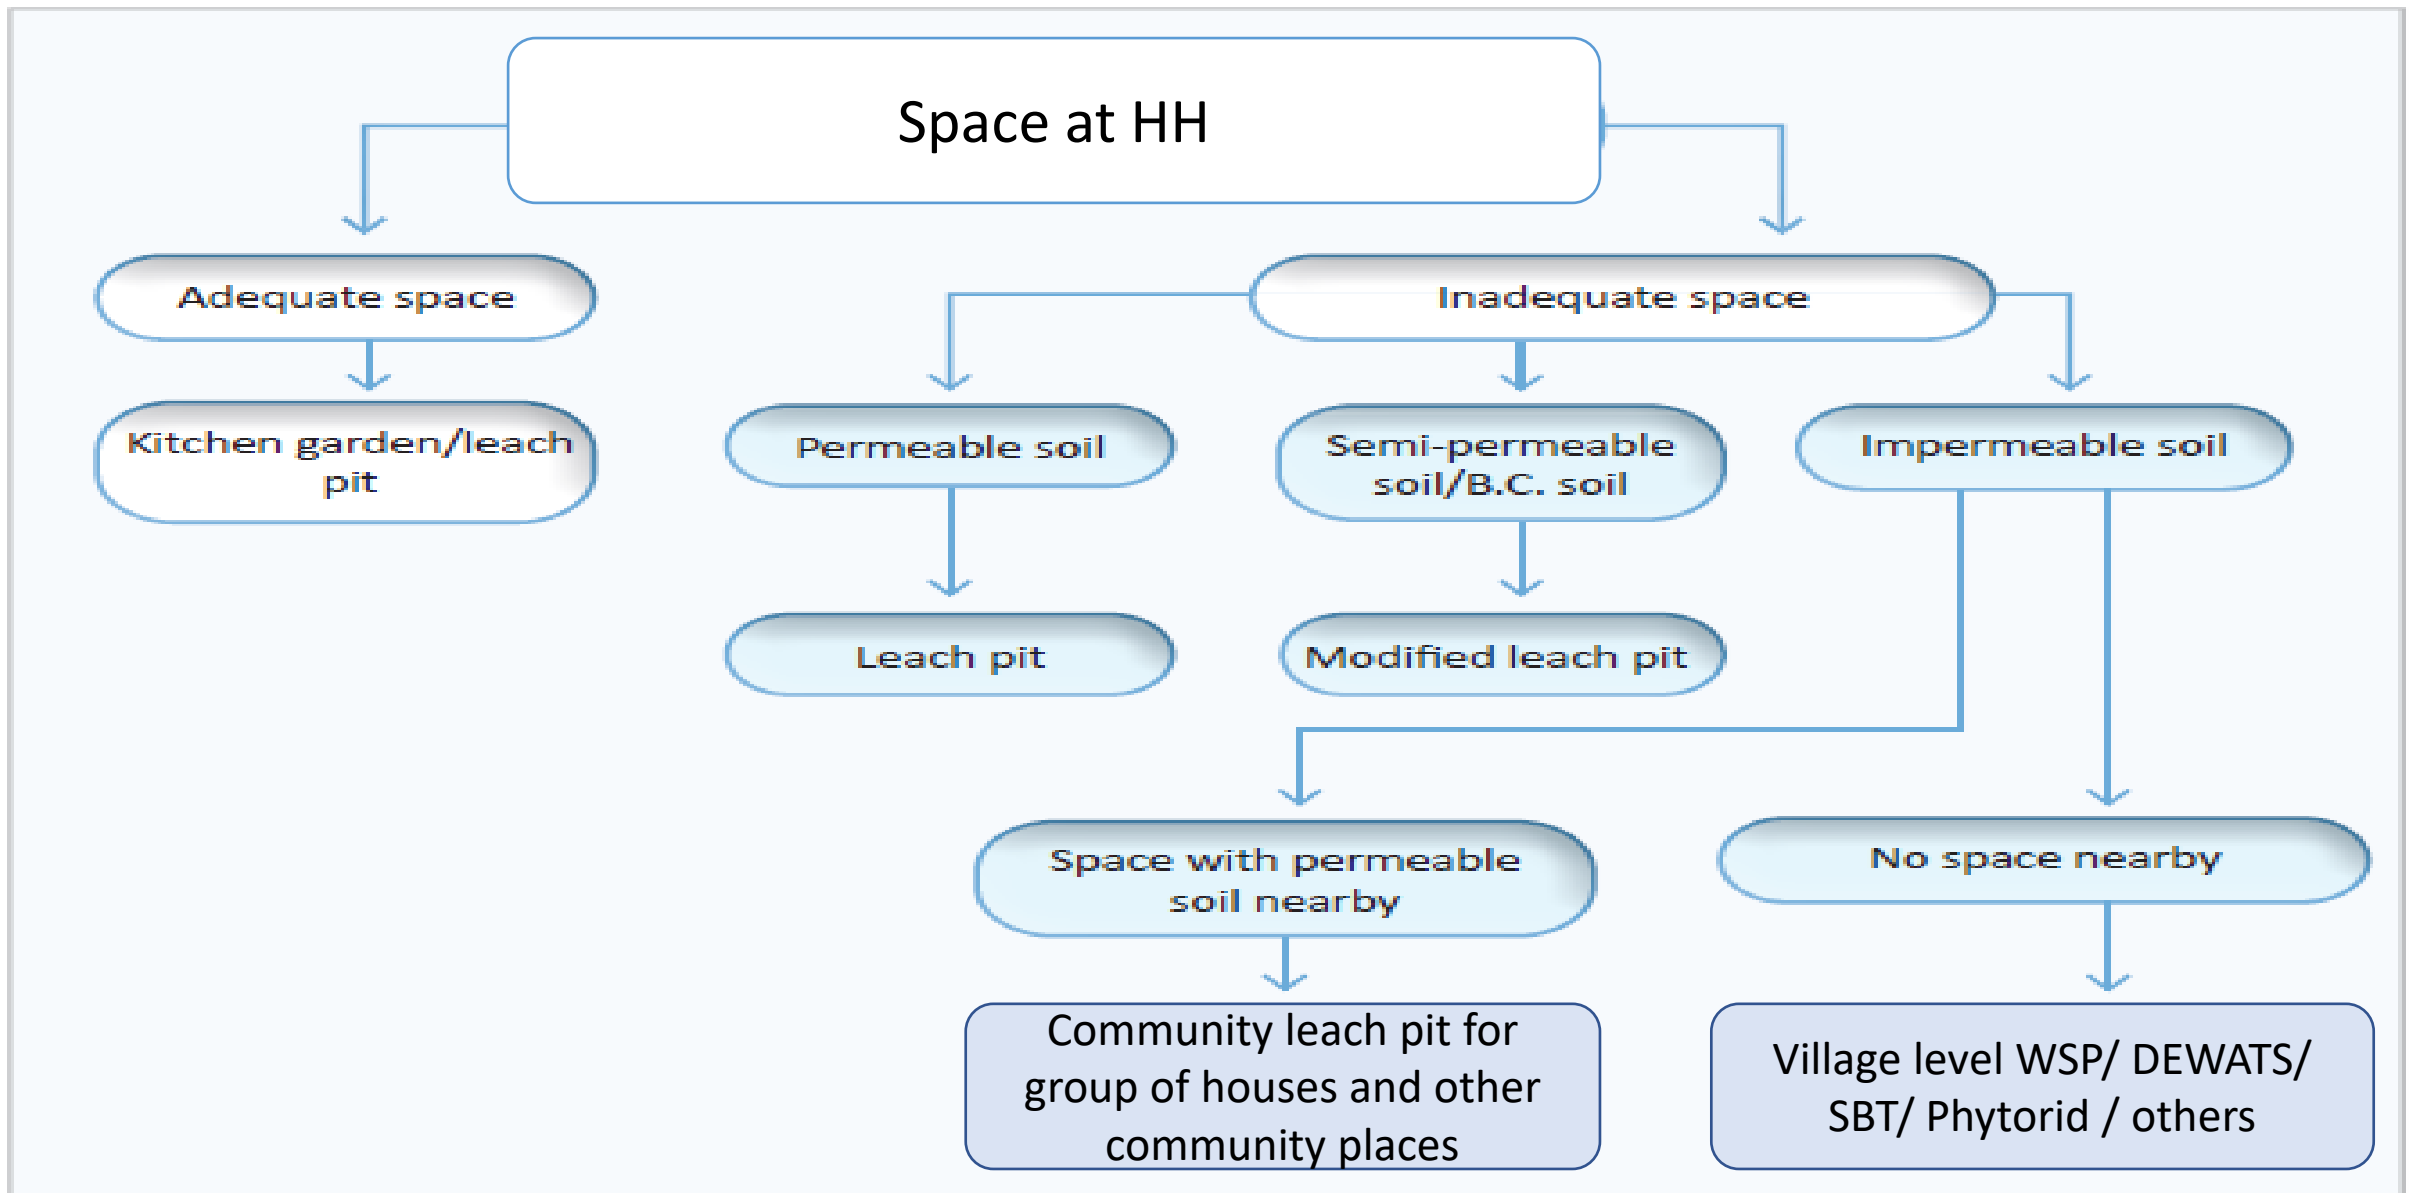 Space at HH
Adequate space
Inadequate space
Kitchen garden/leach
pit
Permeable soil
Semi-permeable
soil/B.C. soil
Impermeable soil
Leach pit
Modified leach pit
Space with permeable
soil nearby
No space nearby
Community leach pit for
group of houses and other
community places
Village level WSP/ DEWATS/
SBT/ Phytorid / others